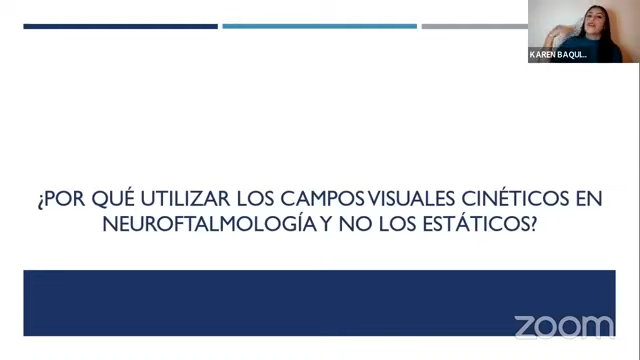 KAREN BAQUI...
¿POR QUÉ UTILIZAR LOS CAMPOS VISUALES CINÉTICOS EN
NEUROFTALMOLOGÍA Y NO LOS ESTÁTICOS?
zoom